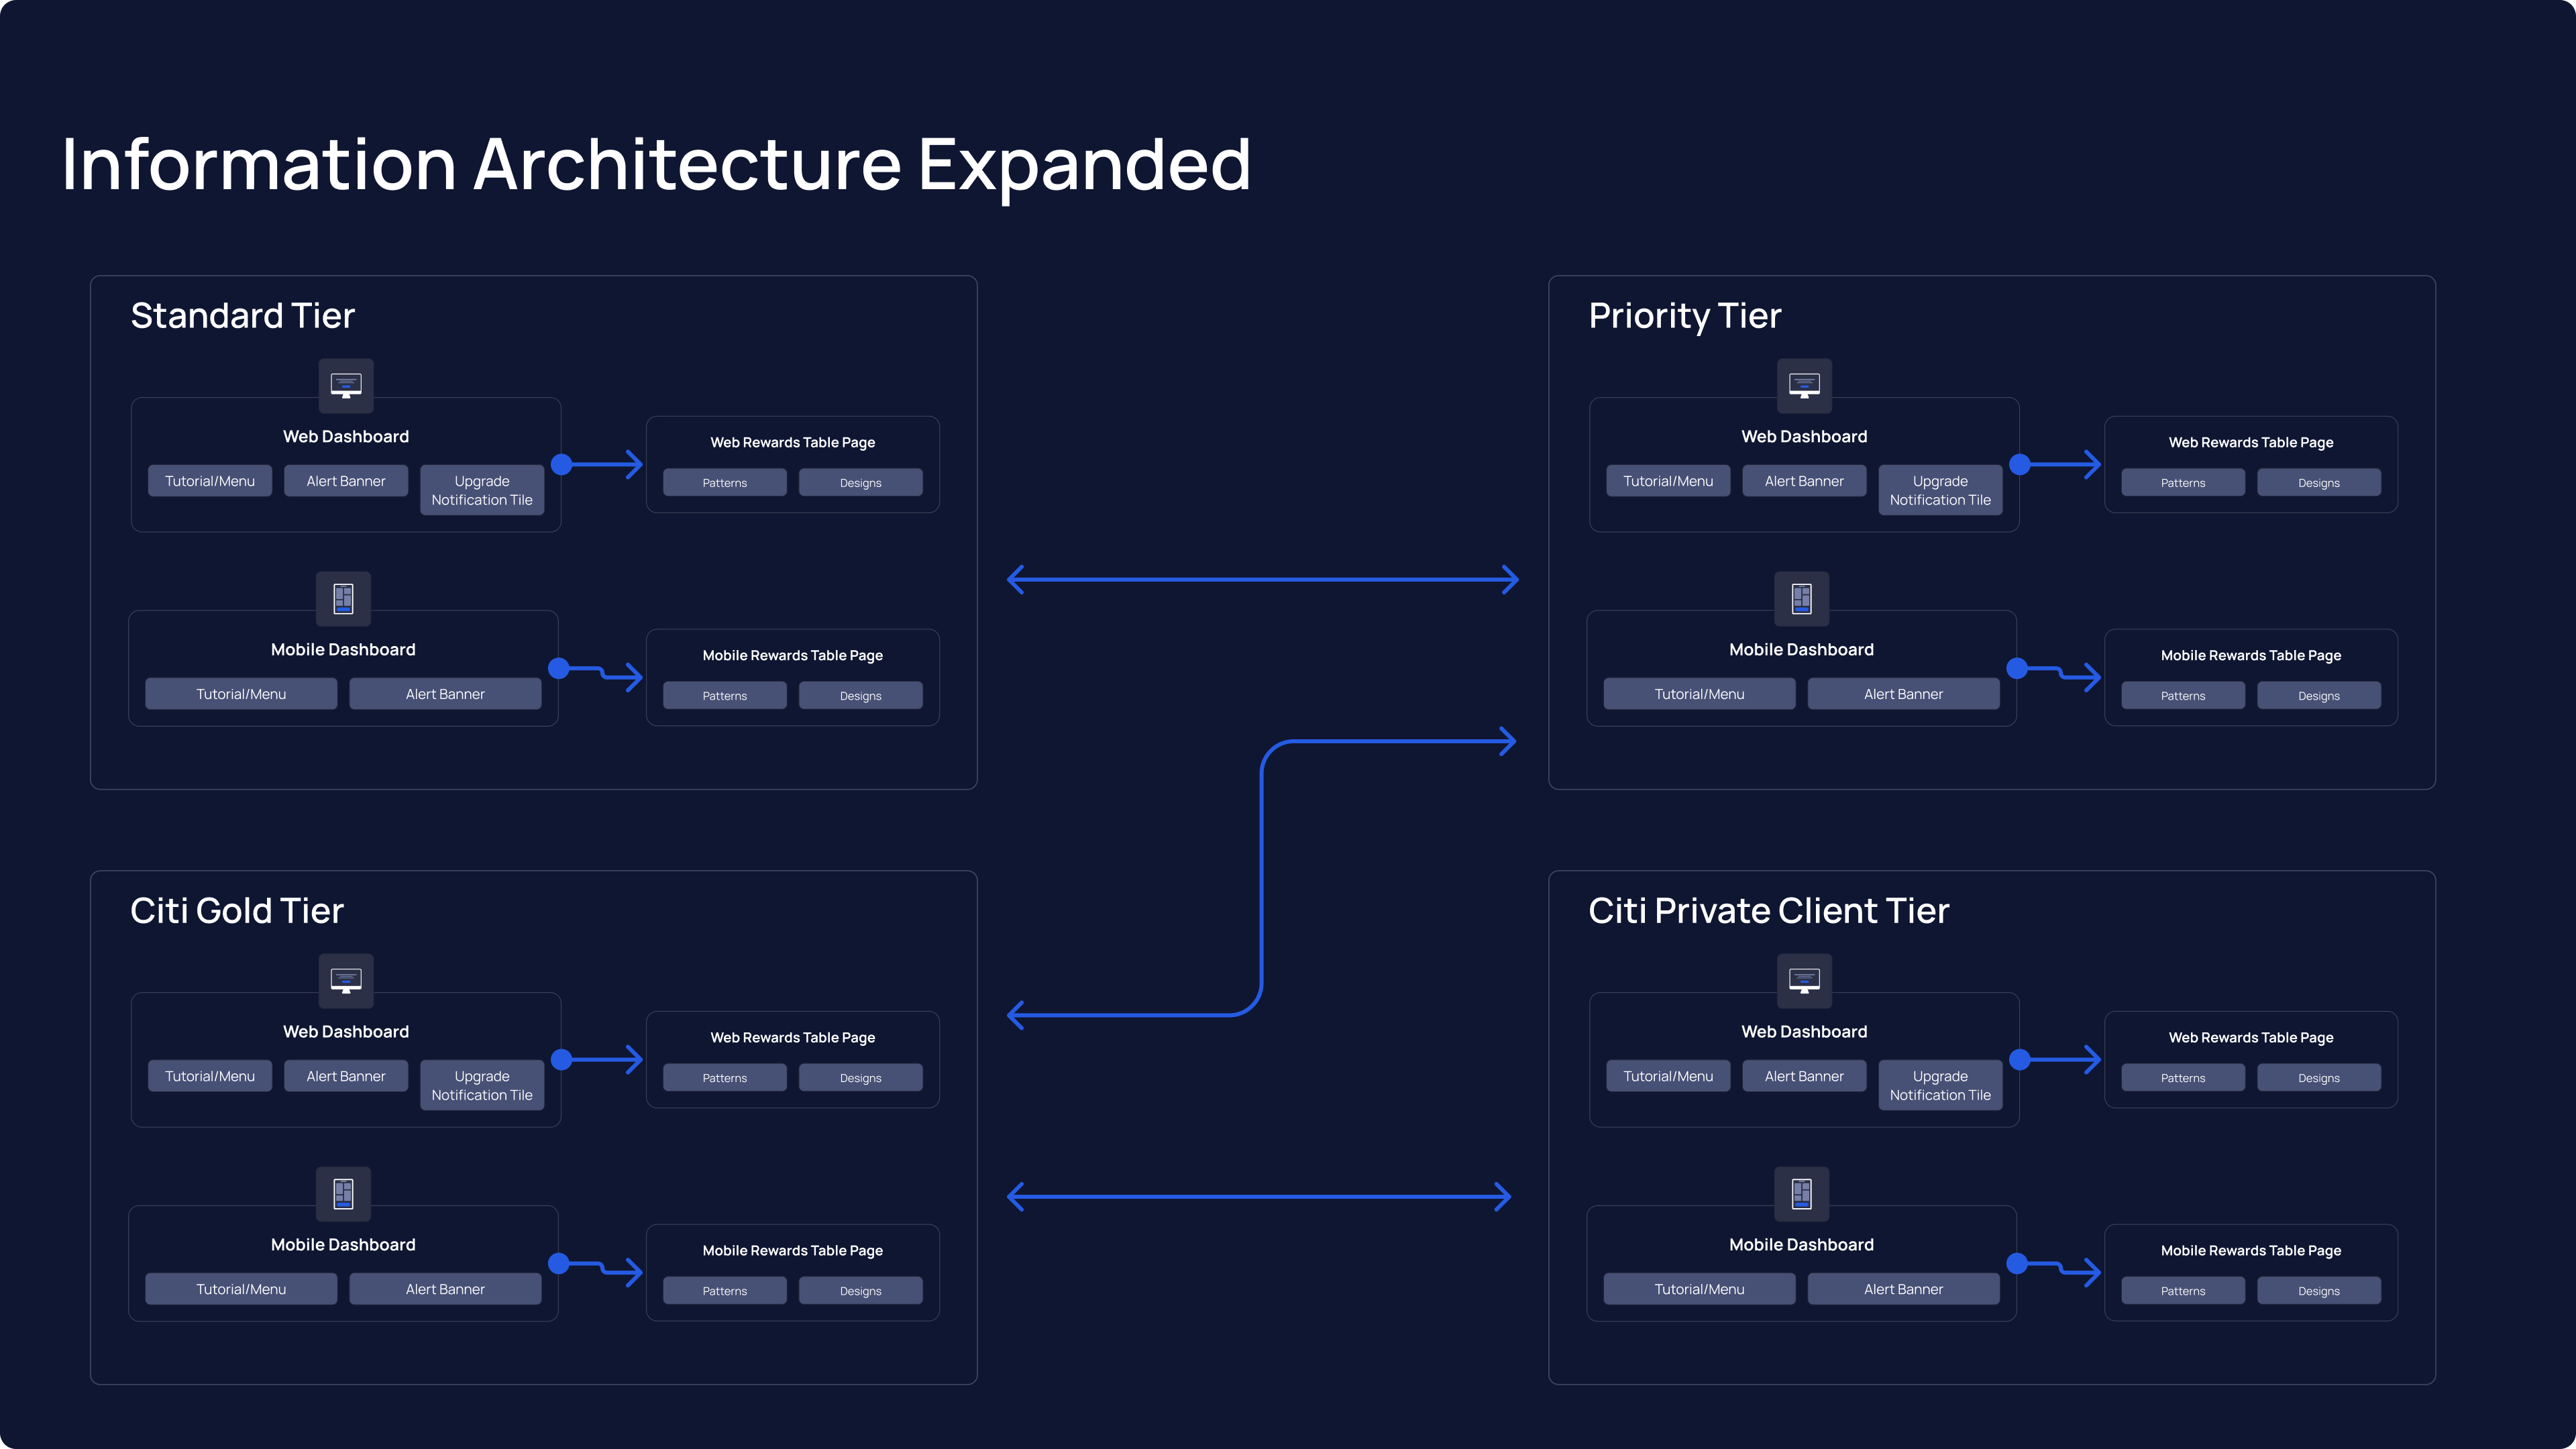 Information Architecture Expanded
Standard Tier
Web Dashboard
Tutorial/Menu
Alert Banner
Upgrade
Notification Tile
Web Rewards Table Page
Patterns
Designs
Mobile Dashboard
Tutorial/Menu
Alert Banner
Mobile Rewards Table Page
Patterns
Designs
Priority Tier
Web Dashboard
Tutorial/Menu
Alert Banner
Upgrade
Notification Tile
Web Rewards Table Page
Patterns
Designs
Mobile Dashboard
Tutorial/Menu
Alert Banner
Mobile Rewards Table Page
Patterns
Designs
Citi Gold Tier
Web Dashboard
Tutorial/Menu
Alert Banner
Upgrade
Notification Tile
Web Rewards Table Page
Patterns
Designs
Mobile Dashboard
Tutorial/Menu
Alert Banner
Mobile Rewards Table Page
Patterns
Designs
Citi Private Client Tier
Web Dashboard
Tutorial/Menu
Alert Banner
Upgrade
Notification Tile
Web Rewards Table Page
Patterns
Designs
Mobile Dashboard
Tutorial/Menu
Alert Banner
Mobile Rewards Table Page
Patterns
Designs